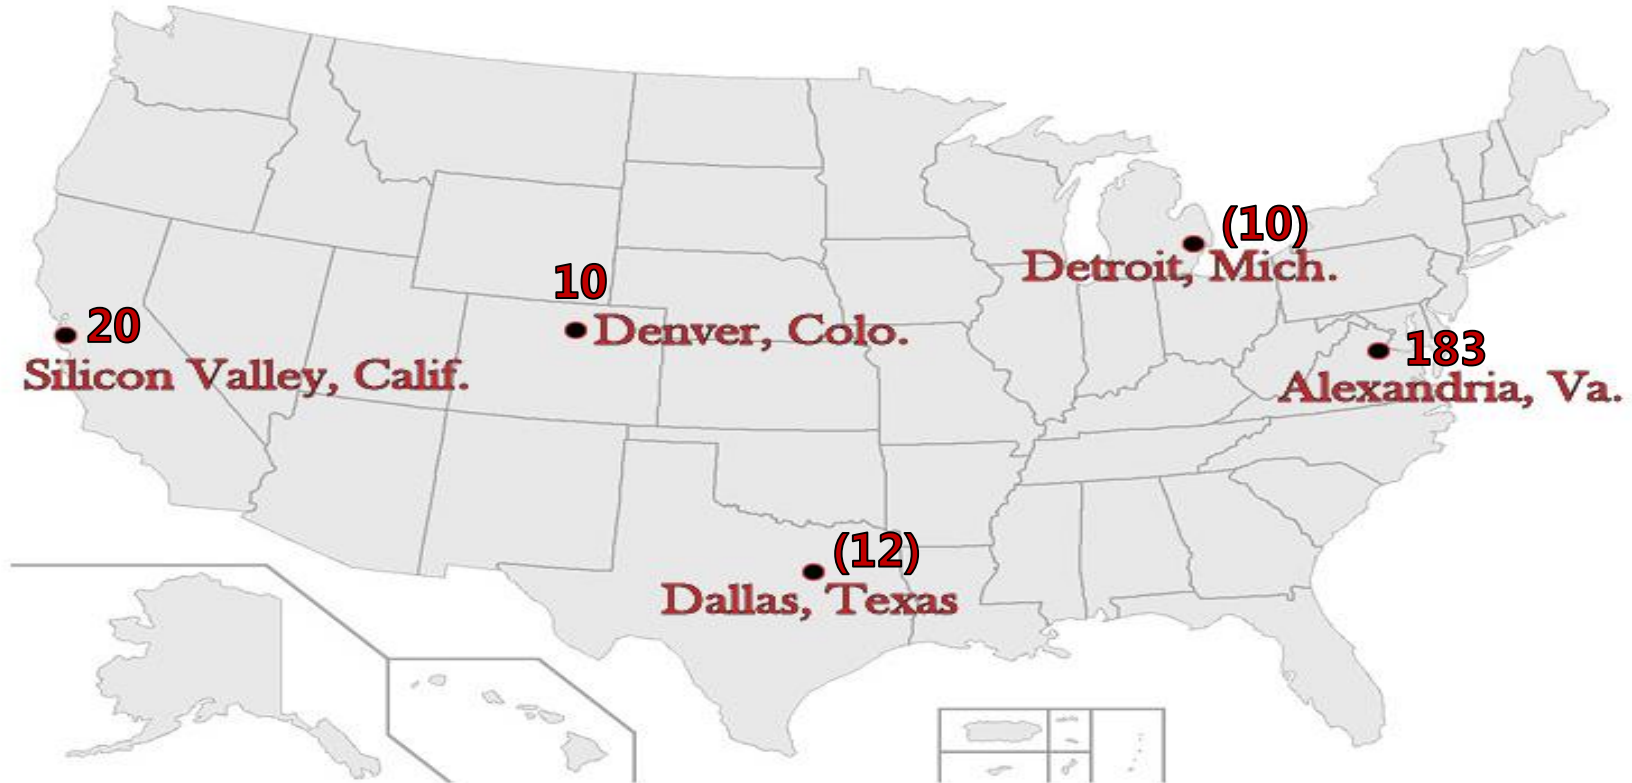 (10)
Detroit, Mich.
10
Denver, Colo.
20
Silicon Valley, Calif.
183
Alexandria, Va.
(12)
Dallas, Texas